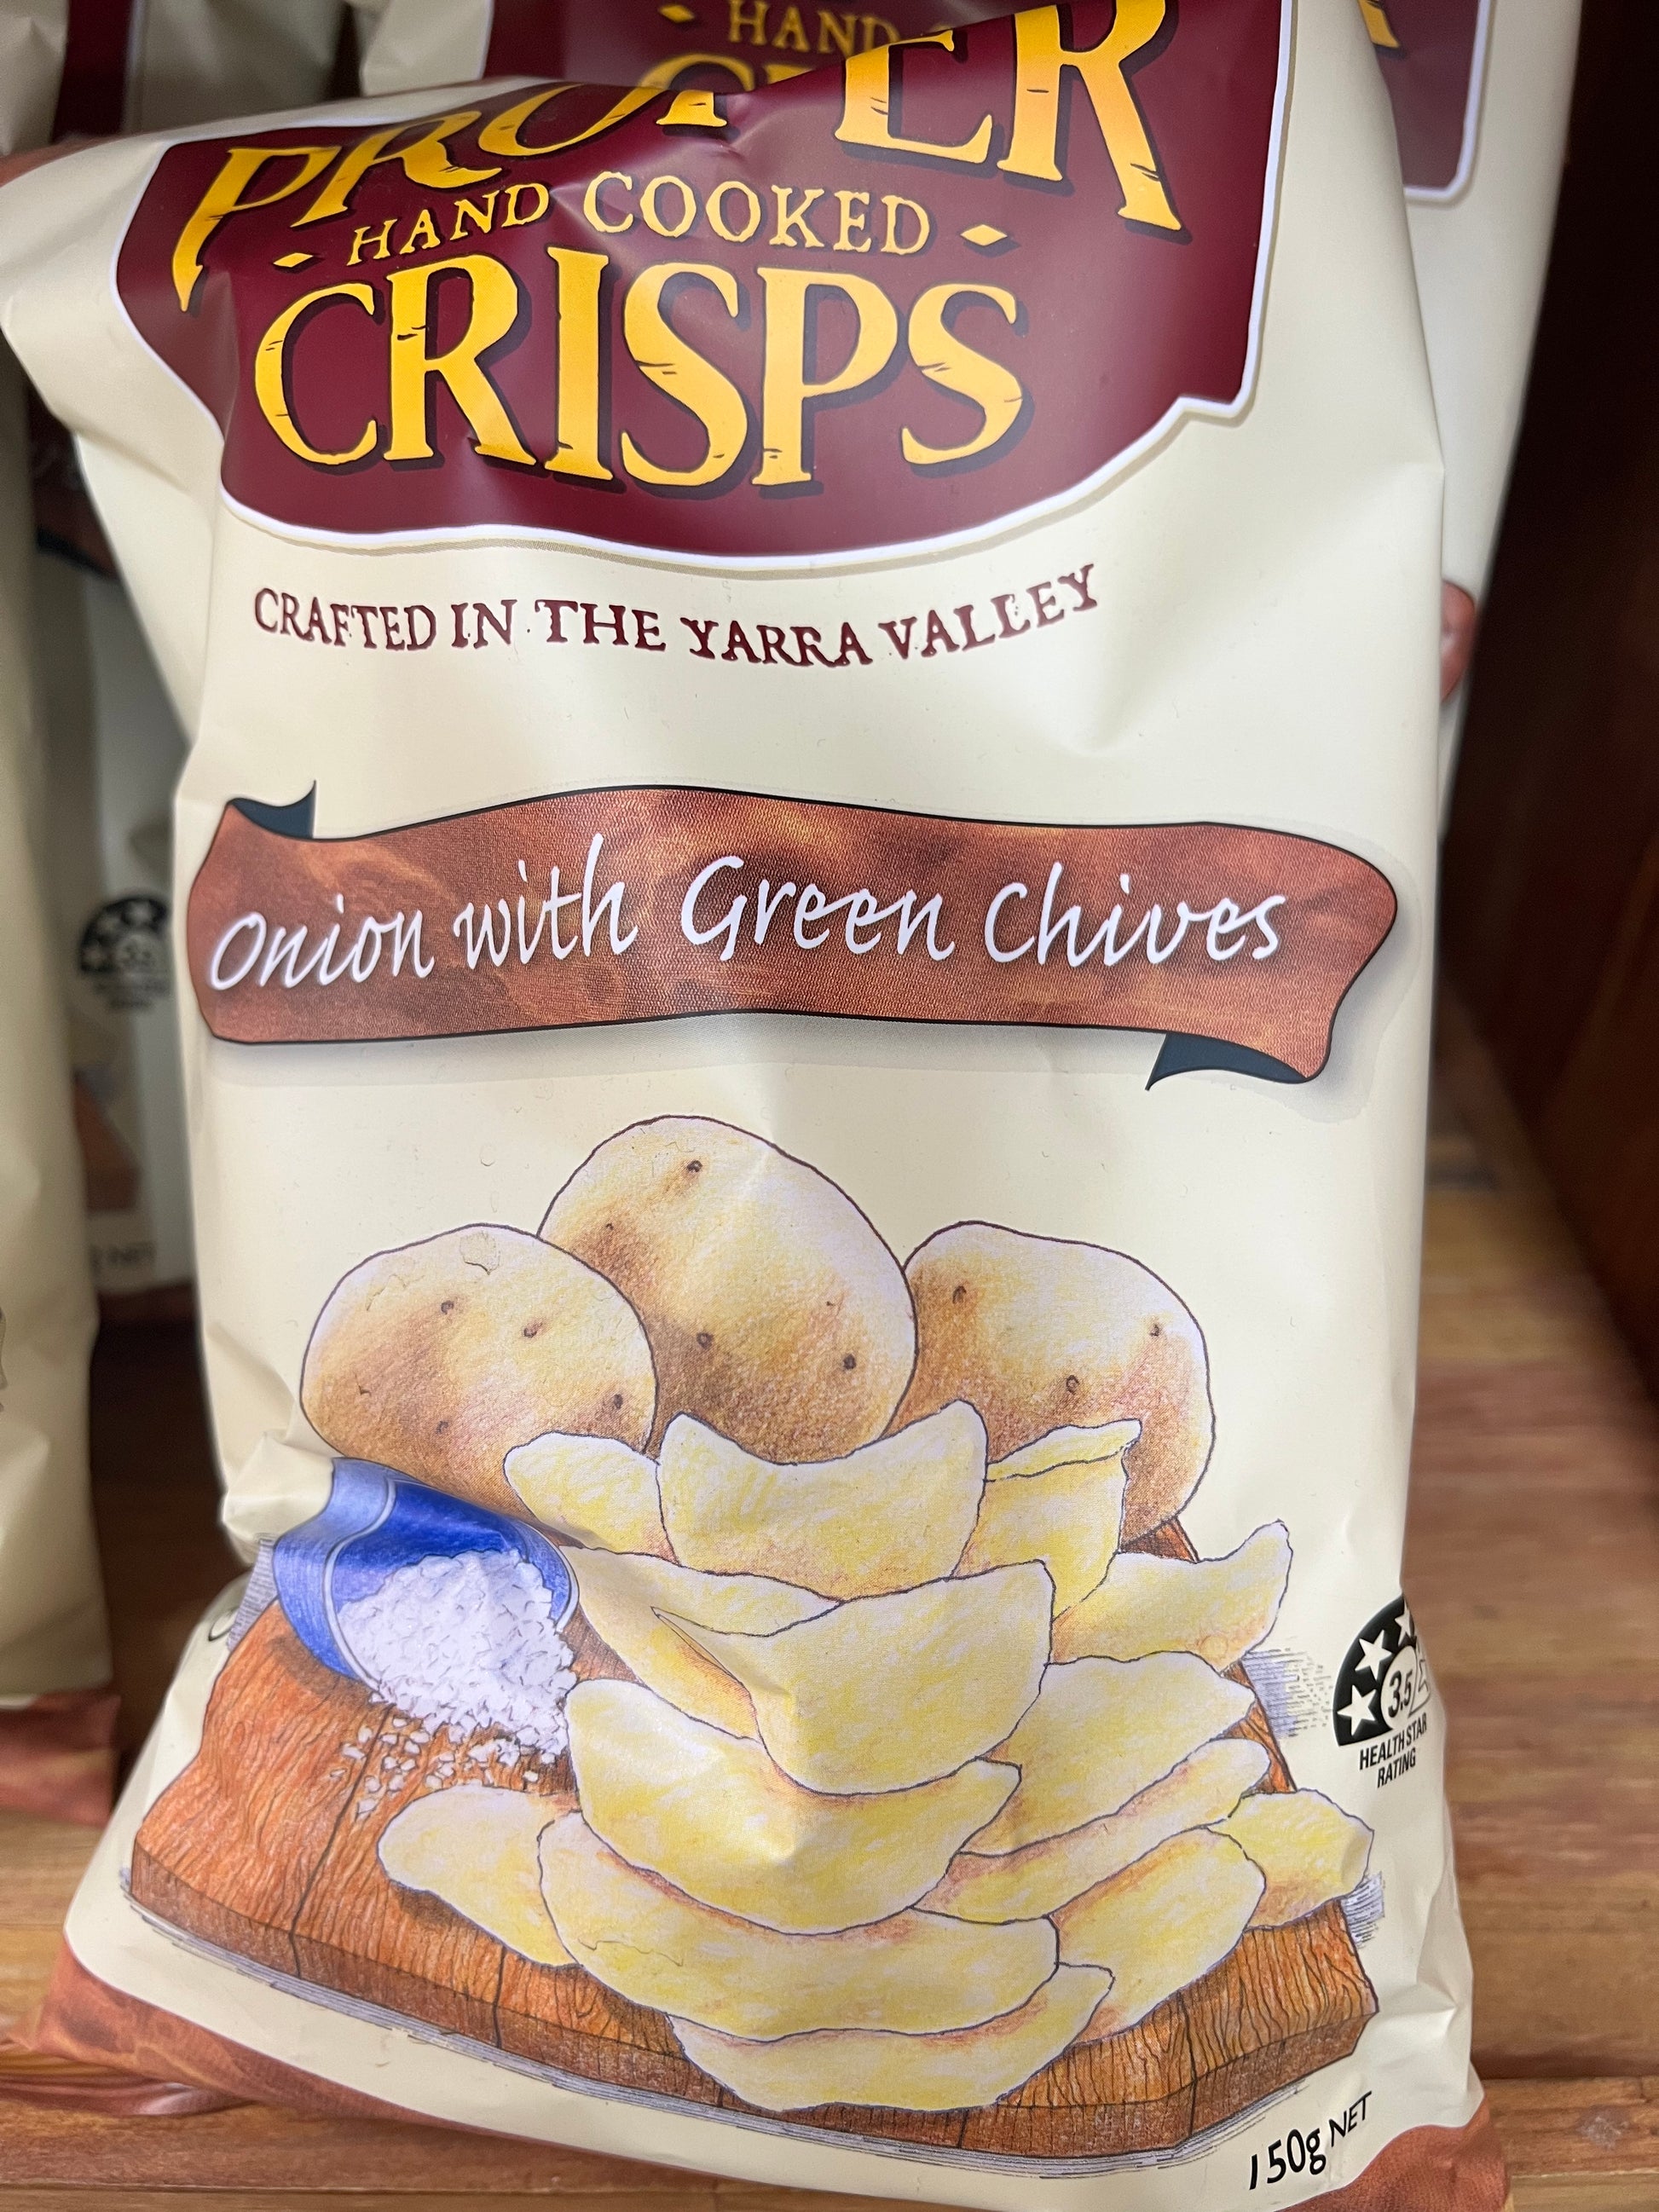 HAND
PROPER
HAND COOKED
CRISPS
CRAFTED IN THE YARRA VALLEY
Onion with Green Chives
3.5
HEALTH STAR
RATING
150g NET